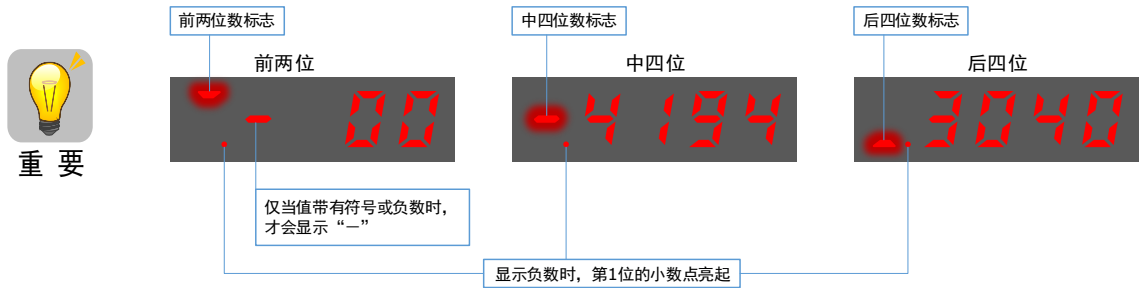 前两位数标志
中四位数标志
后四位数标志
前两位
中四位
后四位
- 00
4194
3040
重 要
仅当值带有符号或负数时，
才会显示“—”
显示负数时，第1位的小数点亮起